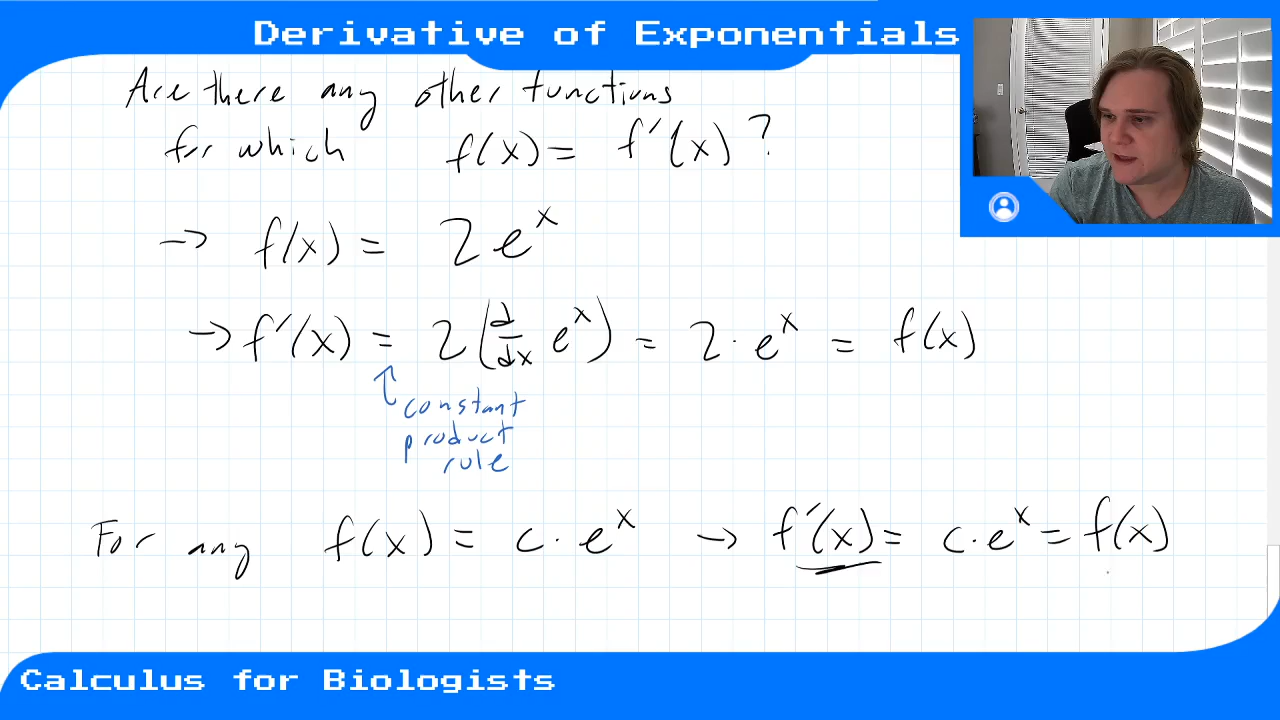 Derivative of Exponentials
Are there any other functions
for which f(x) = f'(x)?
→ f(x) = 2e^x
→ f'(x) = 2(d/dx e^x) = 2·e^x = f(x)
constant
product
rule
For any f(x) = c·e^x → f'(x) = c·e^x = f(x)
Calculus for Biologists